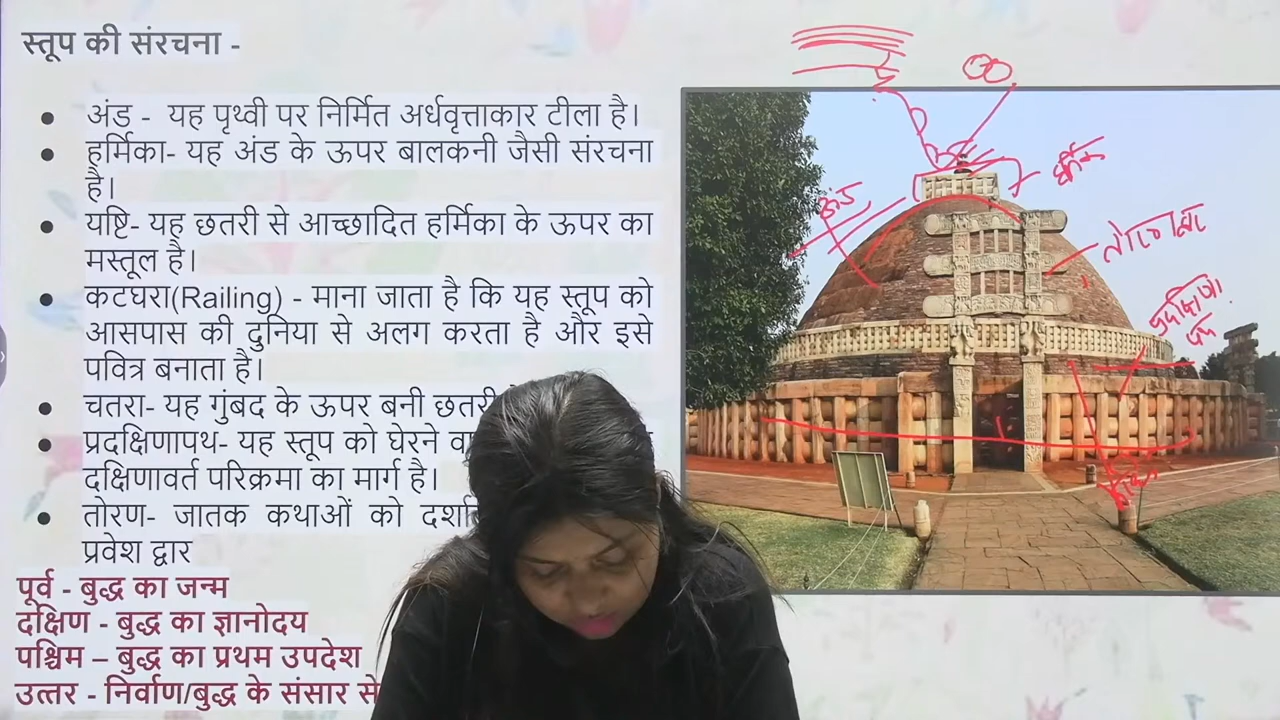 स्तूप की संरचना -
अंड - यह पृथ्वी पर निर्मित अर्धवृत्ताकार टीला है।
हर्मिका- यह अंड के ऊपर बालकनी जैसी संरचना
है।
यष्टि- यह छतरी से आच्छादित हर्मिका के ऊपर का
मस्तूल है।
कटघरा(Railing) - माना जाता है कि यह स्तूप को
आसपास की दुनिया से अलग करता है और इसे
पवित्र बनाता है।
चतरा- यह गुंबद के ऊपर बनी छतरी
प्रदक्षिणापथ- यह स्तूप को घेरने
दक्षिणावर्त परिक्रमा का मार्ग है।
तोरण- जातक कथाओं को
प्रवेश द्वार
पूर्व - बुद्ध का जन्म
दक्षिण - बुद्ध का ज्ञानोदय
पश्चिम – बुद्ध का प्रथम उपदेश
उत्तर - निर्वाण/बुद्ध के संसार से
अंड